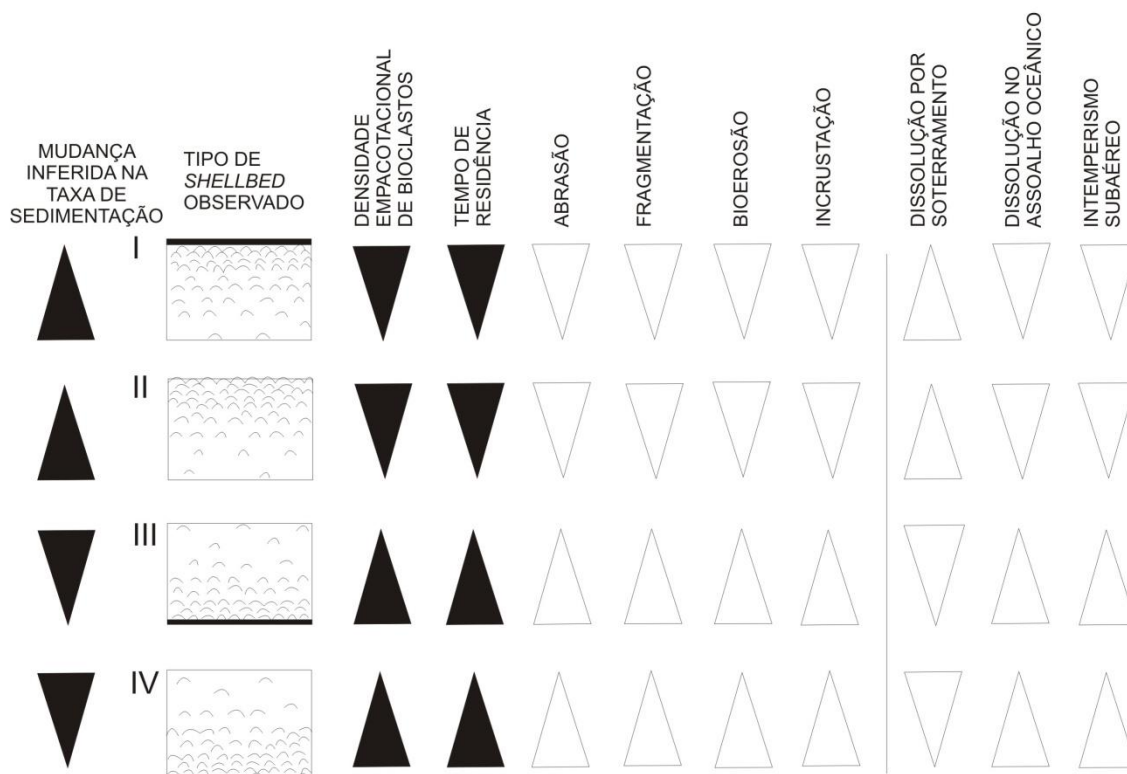 MUDANÇA
INFERIDA NA
TAXA DE
SEDIMENTAÇÃO
TIPO DE
SHELLBED
OBSERVADO
DENSIDADE
EMPACOTACIONAL
DE BIOCLASTOS
TEMPO DE
RESIDÊNCIA
ABRASÃO
FRAGMENTAÇÃO
BIOEROSÃO
INCRUSTAÇÃO
DISSOLUÇÃO POR
SOTERRAMENTO
DISSOLUÇÃO NO
ASSOALHO OCEÂNICO
INTEMPERISMO
SUBAÉREO
I
II
III
IV